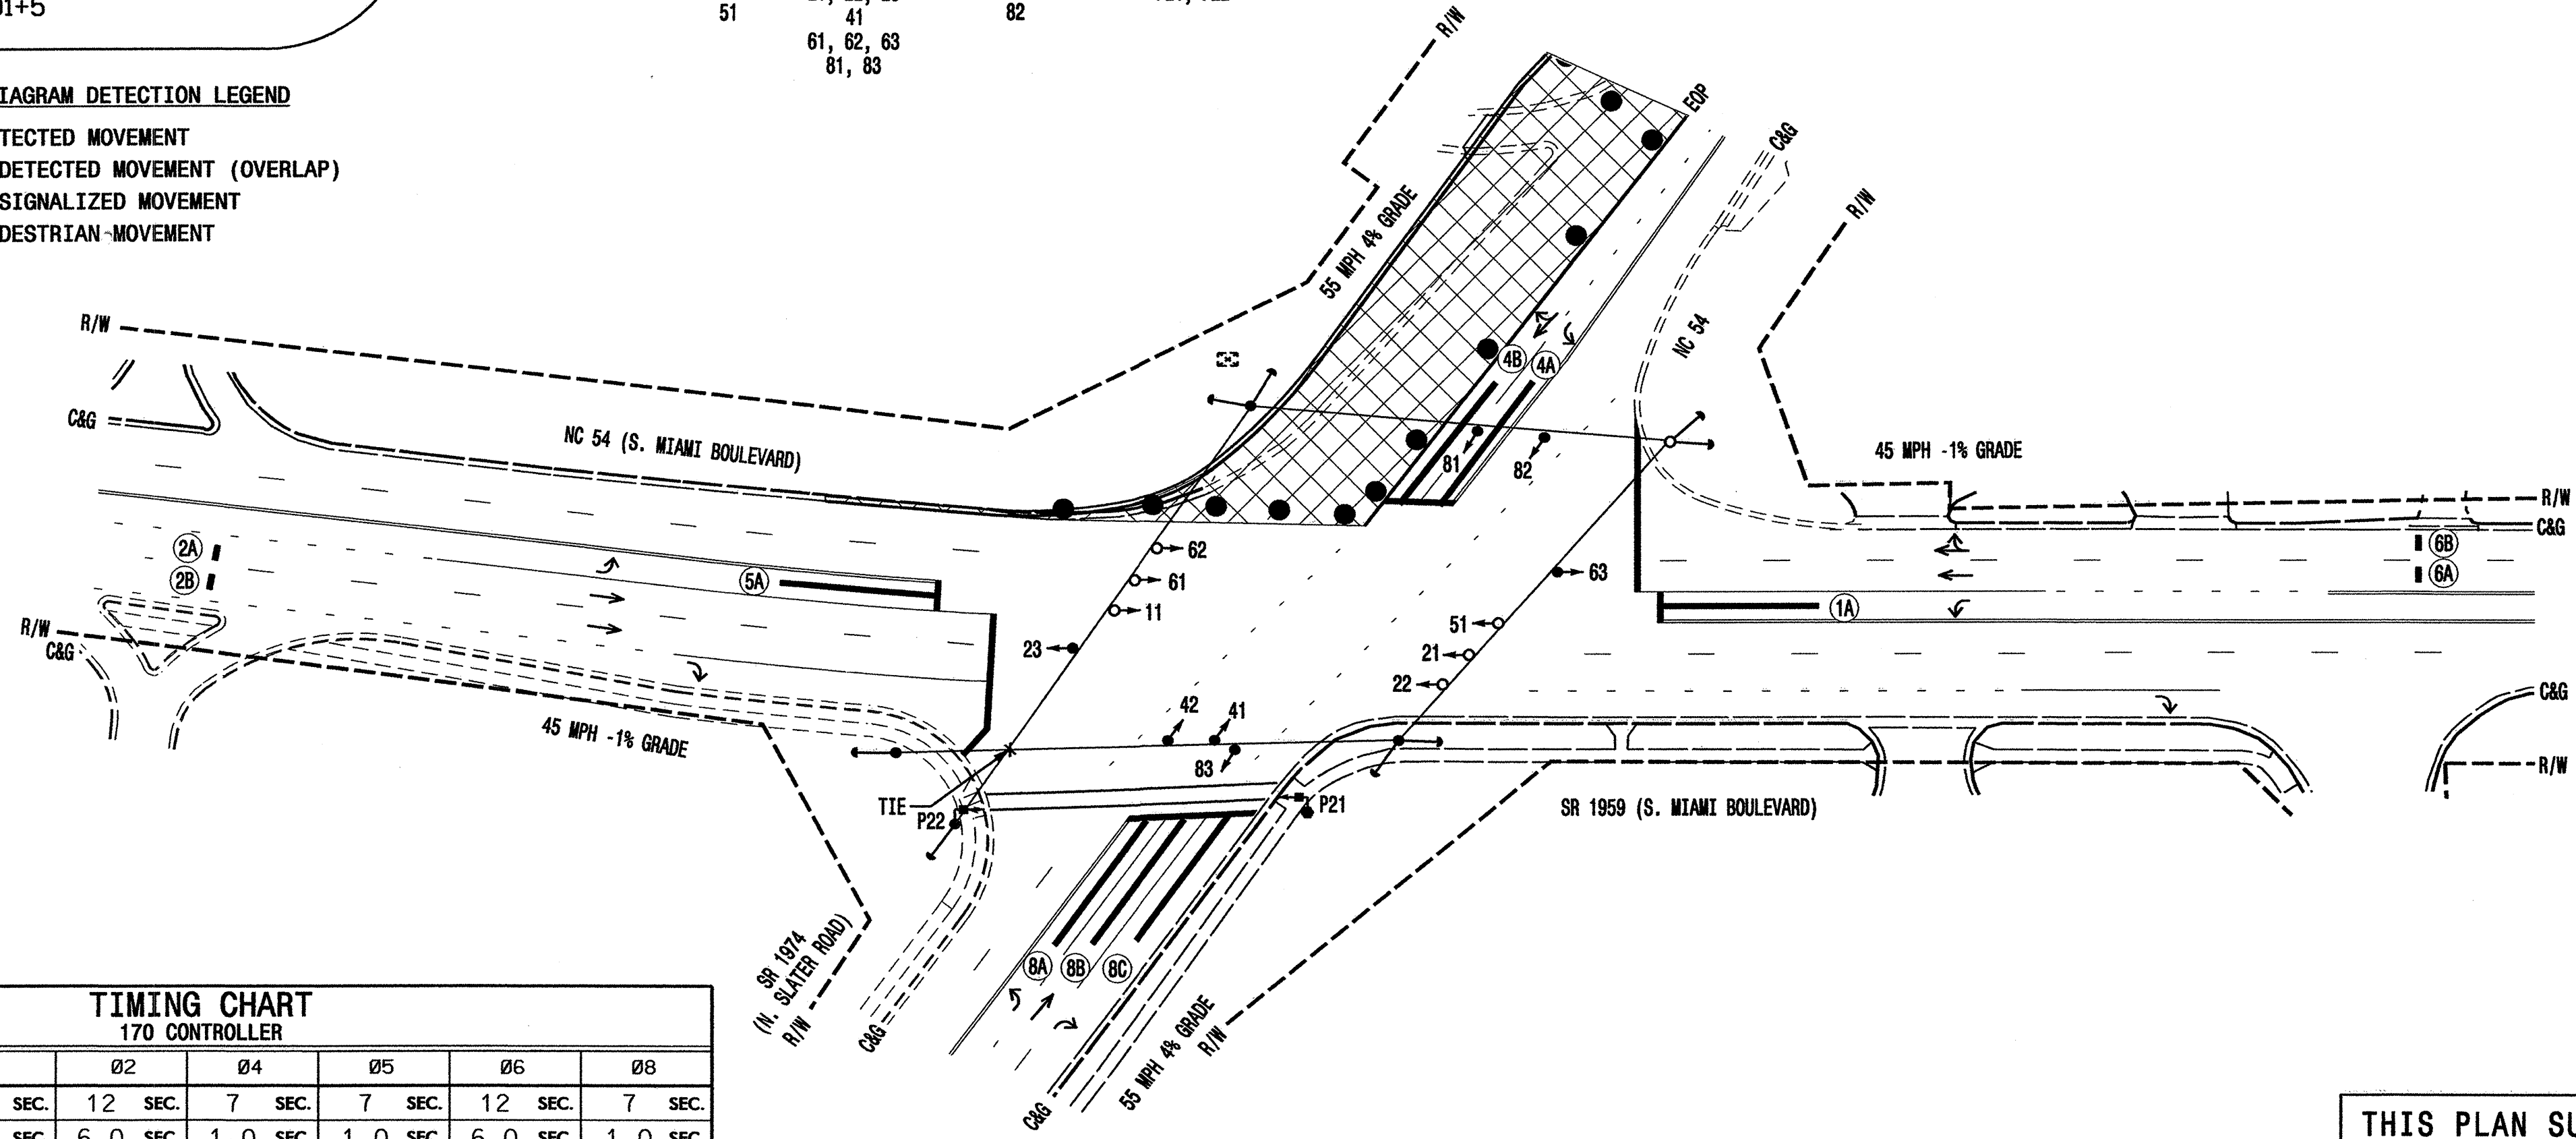 51
41
82
61, 62, 63
81, 83
IAGRAM DETECTION LEGEND
TECTED MOVEMENT
DETECTED MOVEMENT (OVERLAP)
SIGNALIZED MOVEMENT
DESTRIAN MOVEMENT
R/W
EOP
C&G
55 MPH 4% GRADE
R/W
NC 54
R/W
C&G
NC 54 (S. MIAMI BOULEVARD)
4B
4A
81
82
45 MPH -1% GRADE
R/W
C&G
2A
2B
5A
62
61
11
63
6B
6A
1A
R/W
C&G
23
51
21
22
42
41
83
45 MPH -1% GRADE
C&G
R/W
TIE
P22
P21
SR 1959 (S. MIAMI BOULEVARD)
8A
8B
8C
SR 1974
(N. SLATER ROAD)
R/W
C&G
55 MPH 4% GRADE
R/W
C&G
TIMING CHART
170 CONTROLLER
Ø2 Ø4 Ø5 Ø6 Ø8
SEC. 12 SEC. 7 SEC. 7 SEC. 12 SEC. 7 SEC.
THIS PLAN SU